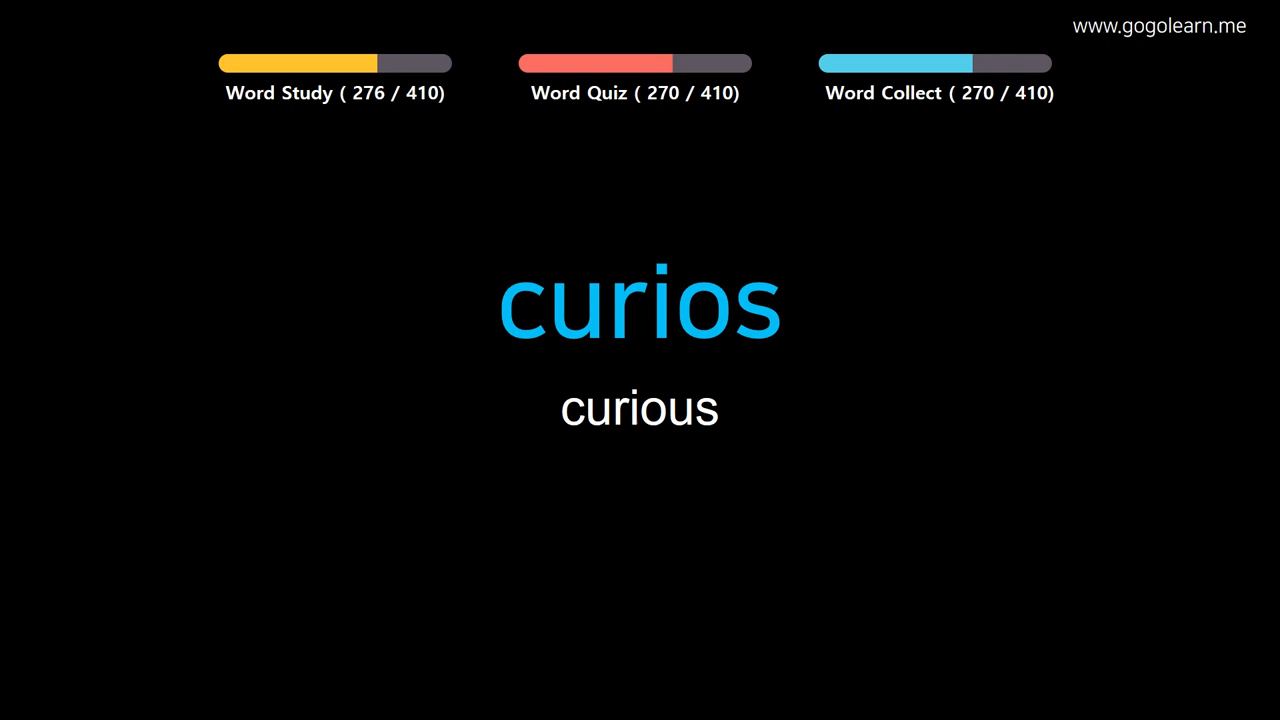 www.gogolearn.me
Word Study ( 276 / 410)
Word Quiz ( 270 / 410)
Word Collect ( 270 / 410)
curios
curious